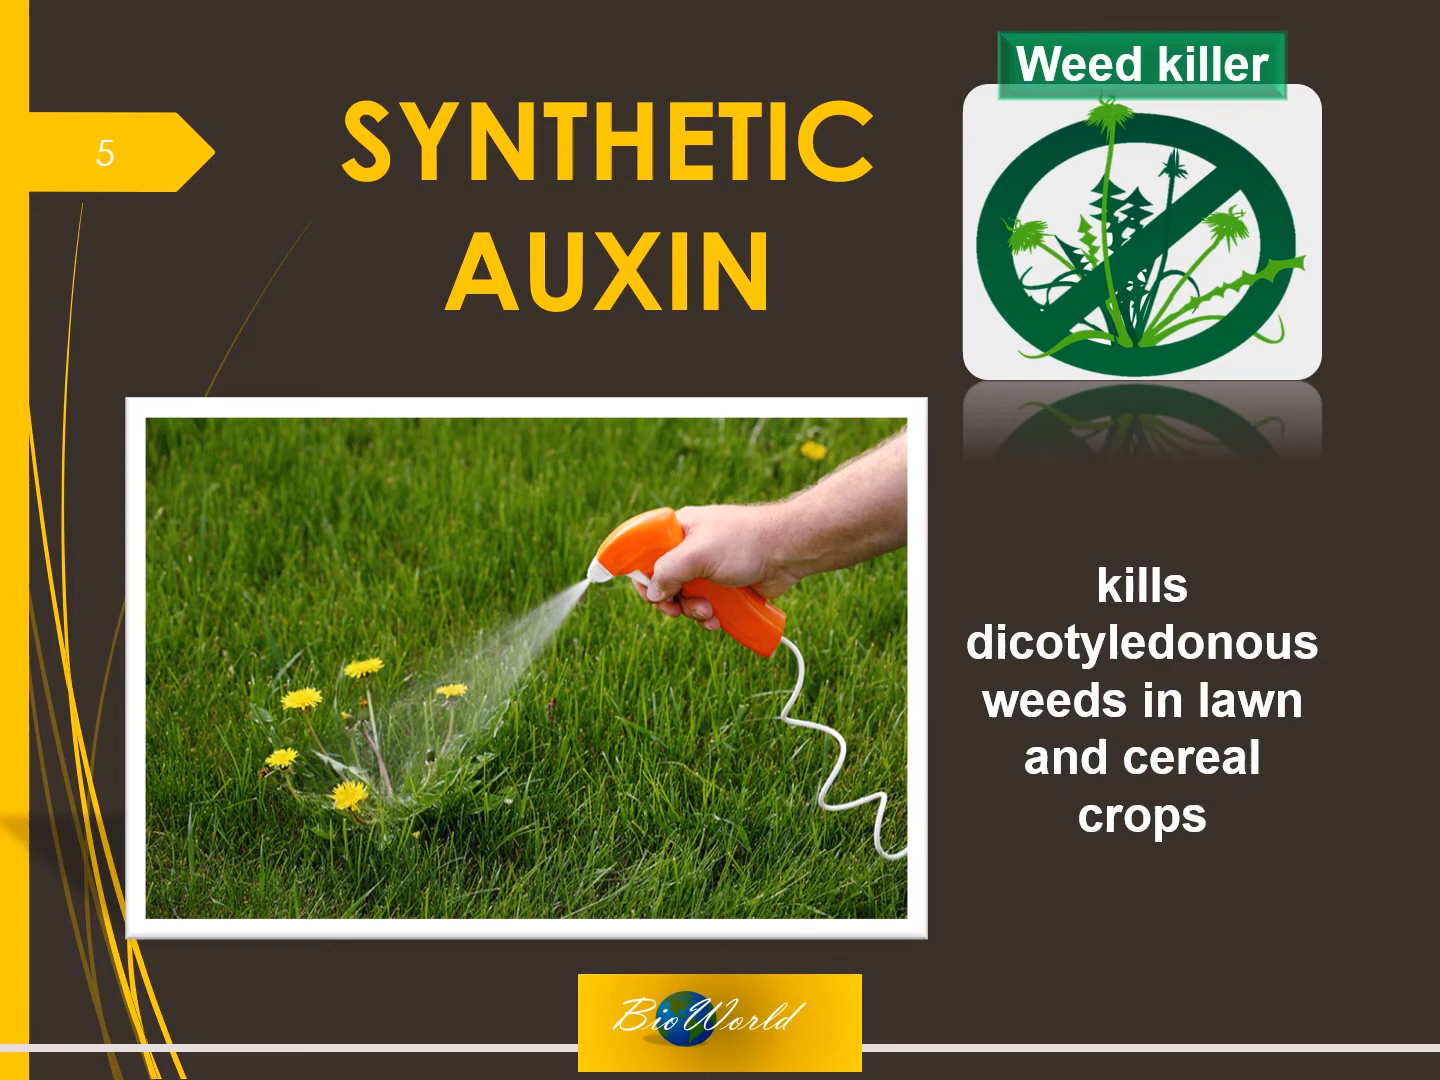 5
SYNTHETIC
AUXIN
Weed killer
kills
dicotyledonous
weeds in lawn
and cereal
crops
BioWorld